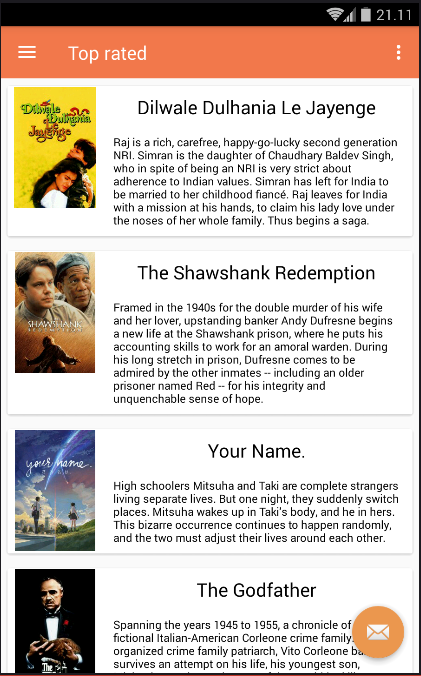 21.11
Top rated
Dilwale
Dulhania
Le
Jayenge
Dilwale Dulhania Le Jayenge
Raj is a rich, carefree, happy-go-lucky second generation
NRI. Simran is the daughter of Chaudhary Baldev Singh,
who in spite of being an NRI is very strict about
adherence to Indian values. Simran has left for India to
be married to her childhood fiancé. Raj leaves for India
with a mission at his hands, to claim his lady love under
the noses of her whole family. Thus begins a saga.
SHAWSHANK
The Shawshank Redemption
Framed in the 1940s for the double murder of his wife
and her lover, upstanding banker Andy Dufresne begins
a new life at the Shawshank prison, where he puts his
accounting skills to work for an amoral warden. During
his long stretch in prison, Dufresne comes to be
admired by the other inmates -- including an older
prisoner named Red -- for his integrity and
unquenchable sense of hope.
your name.
Your Name.
High schoolers Mitsuha and Taki are complete strangers
living separate lives. But one night, they suddenly switch
places. Mitsuha wakes up in Taki's body, and he in hers.
This bizarre occurrence continues to happen randomly,
and the two must adjust their lives around each other.
The Godfather
Spanning the years 1945 to 1955, a chronicle of
fictional Italian-American Corleone crime family.
organized crime family patriarch, Vito Corleone
survives an attempt on his life, his youngest son,